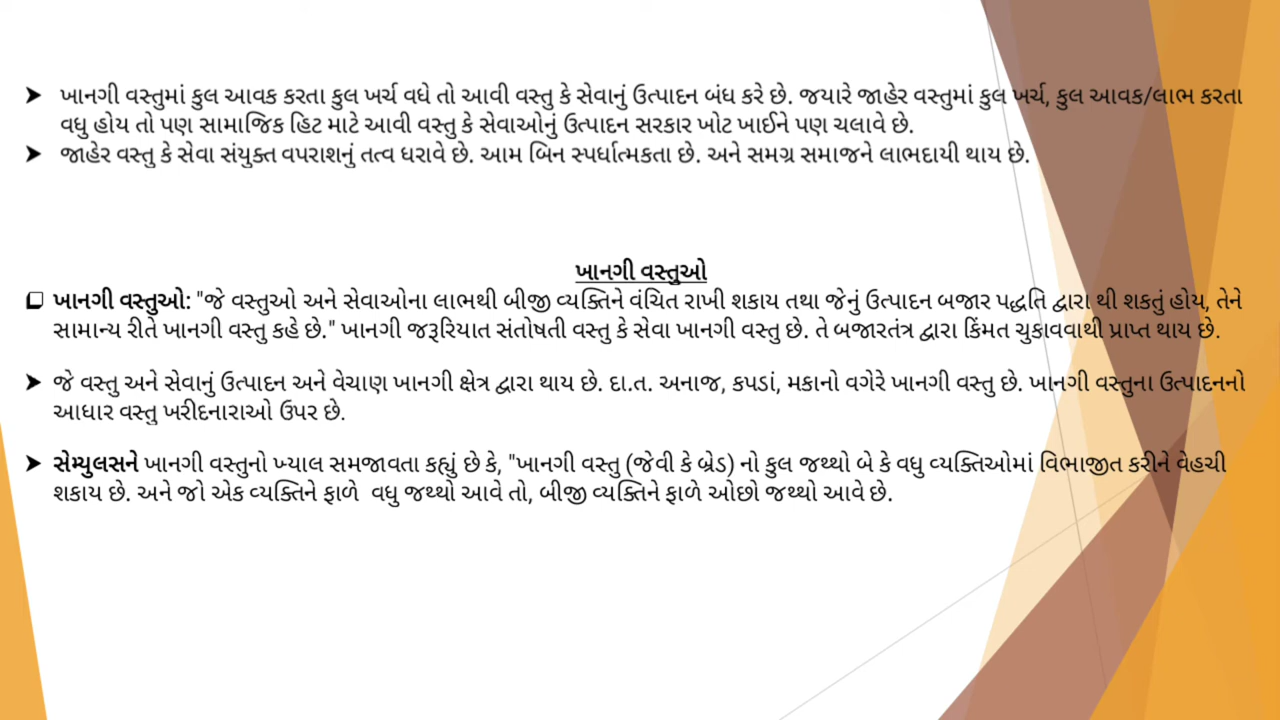 ખાનગી વસ્તુમાં કુલ આવક કરતા કુલ ખર્ચ વધે તો આવી વસ્તુ કે સેવાનું ઉત્પાદન બંધ કરે છે. જયારે જાહેર વસ્તુમાં કુલ ખર્ચ, કુલ આવક/લાભ કરતા
વધુ હોય તો પણ સામાજિક હિટ માટે આવી વસ્તુ કે સેવાઓનું ઉત્પાદન સરકાર ખોટ ખાઈને પણ ચલાવે છે.
જાહેર વસ્તુ કે સેવા સંયુક્ત વપરાશનું તત્વ ધરાવે છે. આમ બિન સ્પર્ધાત્મકતા છે. અને સમગ્ર સમાજને લાભદાયી થાય છે.
ખાનગી વસ્તુઓ
ખાનગી વસ્તુઓ: "જે વસ્તુઓ અને સેવાઓના લાભથી બીજી વ્યક્તિને વંચિત રાખી શકાય તથા જેનું ઉત્પાદન બજાર પદ્ધતિ દ્વારા થી શકતું હોય, તેને
સામાન્ય રીતે ખાનગી વસ્તુ કહે છે." ખાનગી જરૂરિયાત સંતોષતી વસ્તુ કે સેવા ખાનગી વસ્તુ છે. તે બજારતંત્ર દ્વારા કિંમત ચુકાવવાથી પ્રાપ્ત થાય છે.
જે વસ્તુ અને સેવાનું ઉત્પાદન અને વેચાણ ખાનગી ક્ષેત્ર દ્વારા થાય છે. દા.ત. અનાજ, કપડાં, મકાનો વગેરે ખાનગી વસ્તુ છે. ખાનગી વસ્તુના ઉત્પાદનનો
આધાર વસ્તુ ખરીદનારાઓ ઉપર છે.
સેમ્યુલસને ખાનગી વસ્તુનો ખ્યાલ સમજાવતા કહ્યું છે કે, "ખાનગી વસ્તુ (જેવી કે બ્રેડ) નો કુલ જથ્થો બે કે વધુ વ્યક્તિઓમાં વિભાજીત કરીને વેહચી
શકાય છે. અને જો એક વ્યક્તિને ફાળે વધુ જથ્થો આવે તો, બીજી વ્યક્તિને ફાળે ઓછો જથ્થો આવે છે.